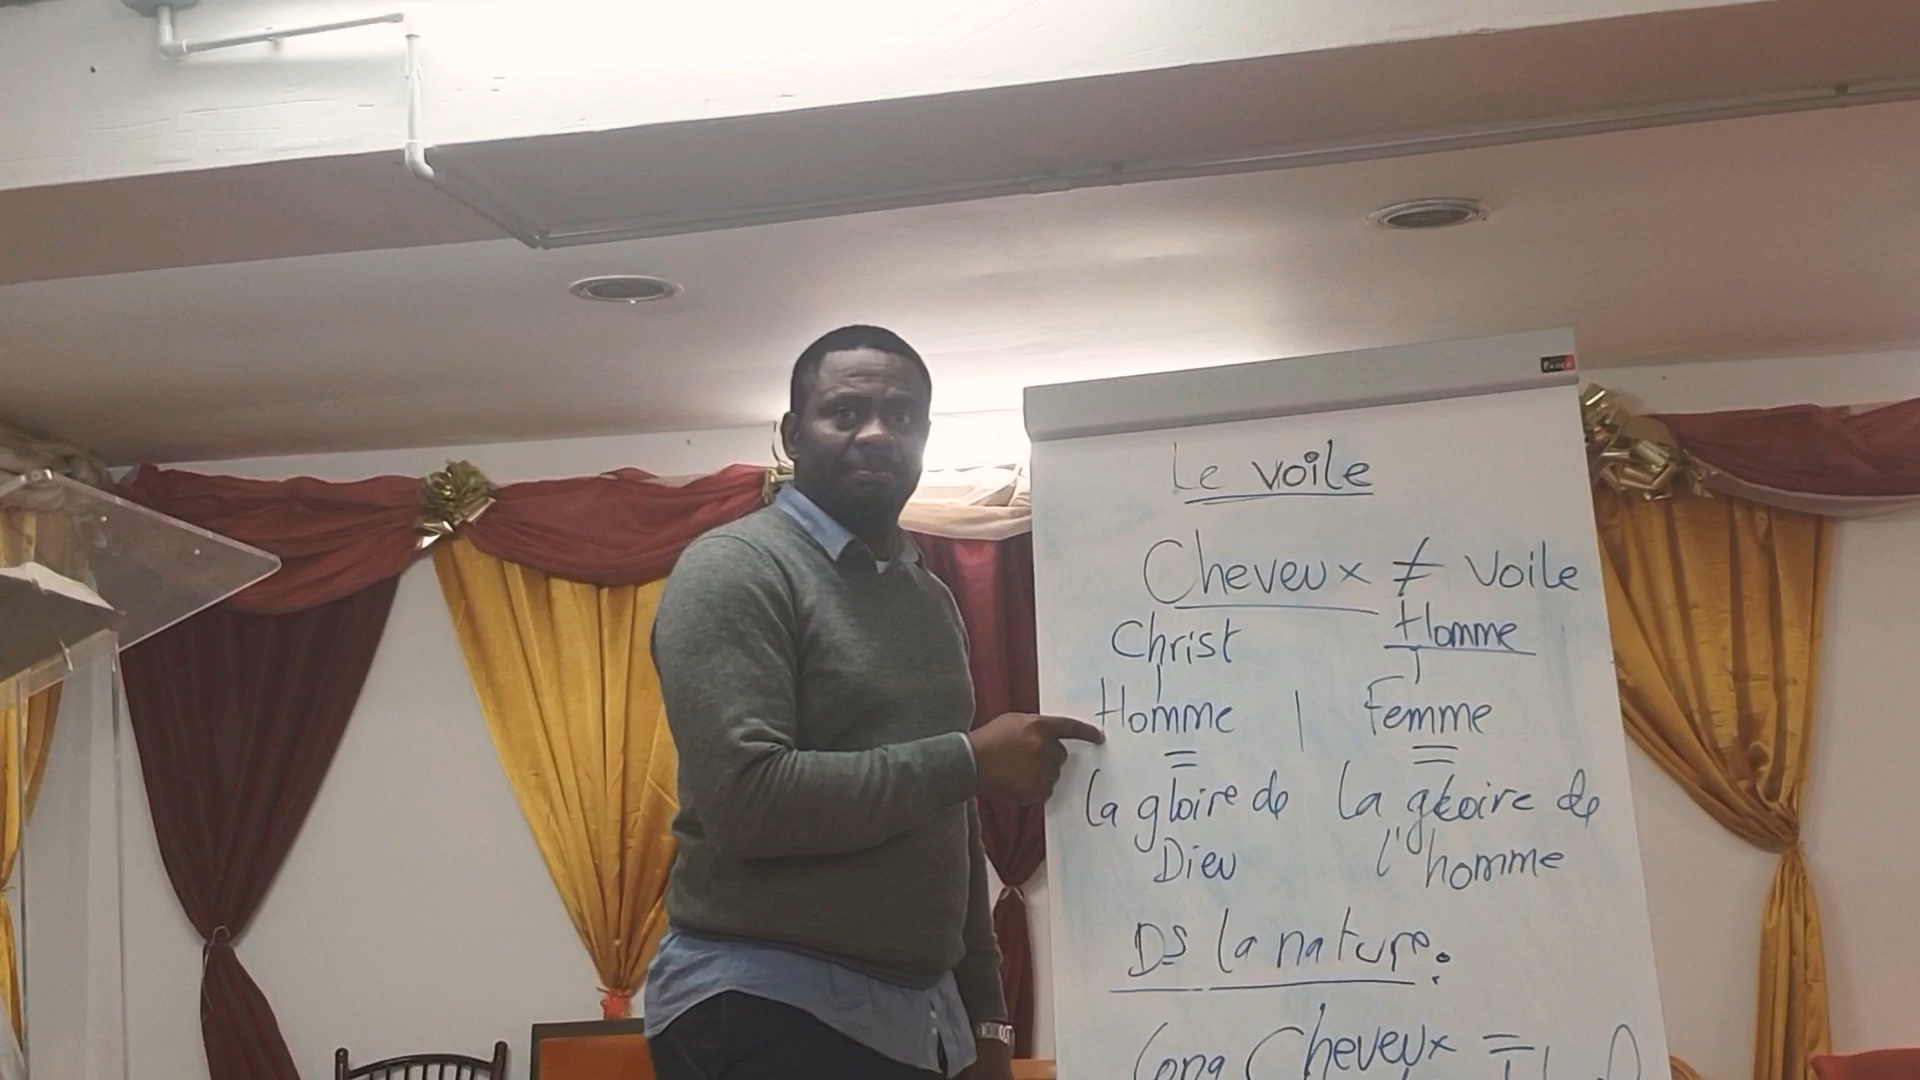 Le voile
Cheveux ≠ voile
Christ Homme
Homme | Femme
= =
la gloire de la gloire de
Dieu l'homme
Ds la nature:
Long Cheveux =